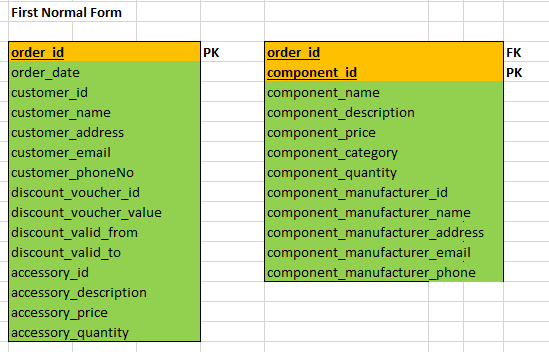 First Normal Form
order_id PK
order_date
customer_id
customer_name
customer_address
customer_email
customer_phoneNo
discount_voucher_id
discount_voucher_value
discount_valid_from
discount_valid_to
accessory_id
accessory_description
accessory_price
accessory_quantity
order_id FK
component_id PK
component_name
component_description
component_price
component_category
component_quantity
component_manufacturer_id
component_manufacturer_name
component_manufacturer_address
component_manufacturer_email
component_manufacturer_phone